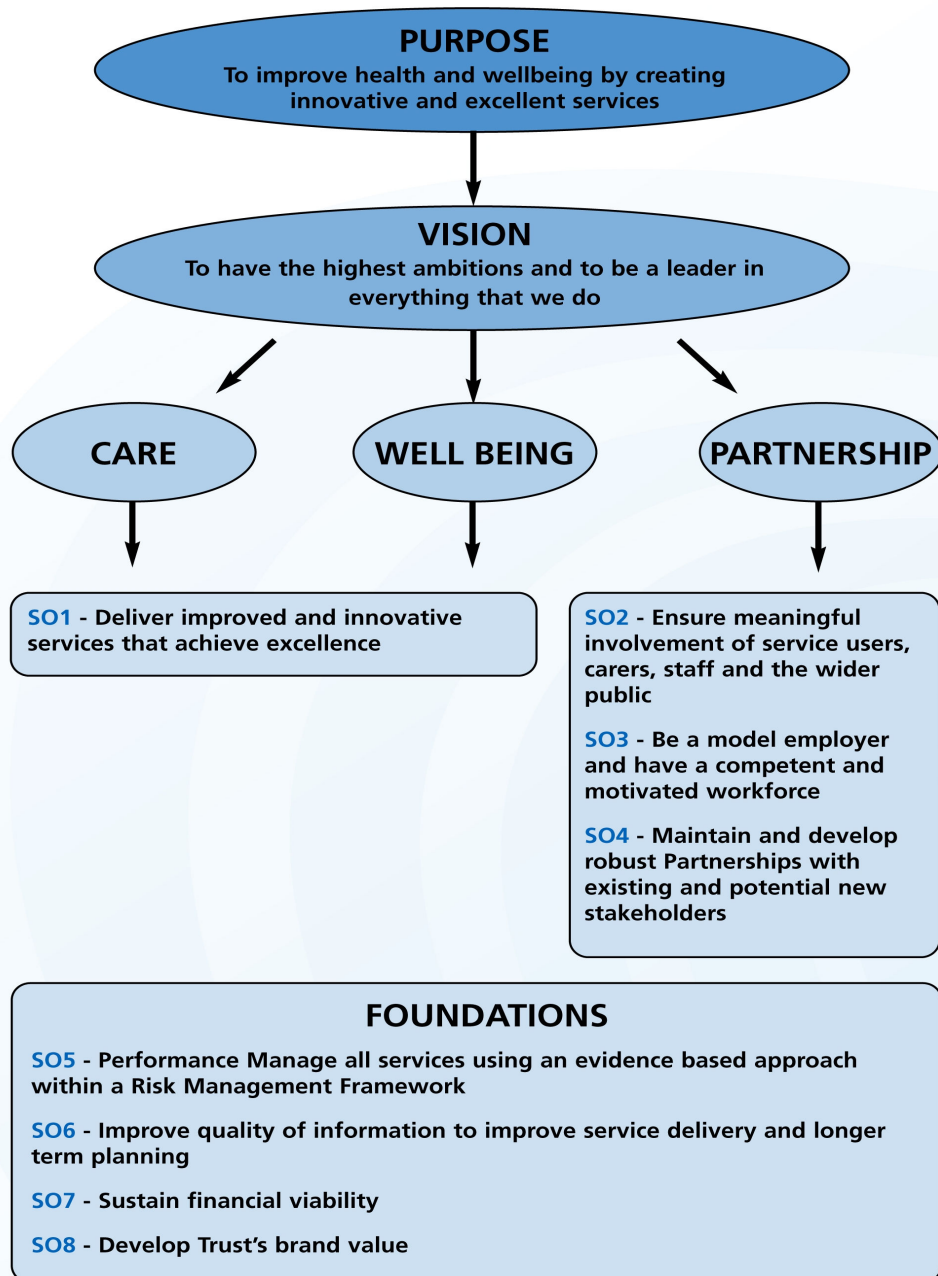 PURPOSE
To improve health and wellbeing by creating
innovative and excellent services
VISION
To have the highest ambitions and to be a leader in
everything that we do
CARE
WELL BEING
PARTNERSHIP
SO1 - Deliver improved and innovative
services that achieve excellence
SO2 - Ensure meaningful
involvement of service users,
carers, staff and the wider
public
SO3 - Be a model employer
and have a competent and
motivated workforce
SO4 - Maintain and develop
robust Partnerships with
existing and potential new
stakeholders
FOUNDATIONS
SO5 - Performance Manage all services using an evidence based approach
within a Risk Management Framework
SO6 - Improve quality of information to improve service delivery and longer
term planning
SO7 - Sustain financial viability
SO8 - Develop Trust’s brand value